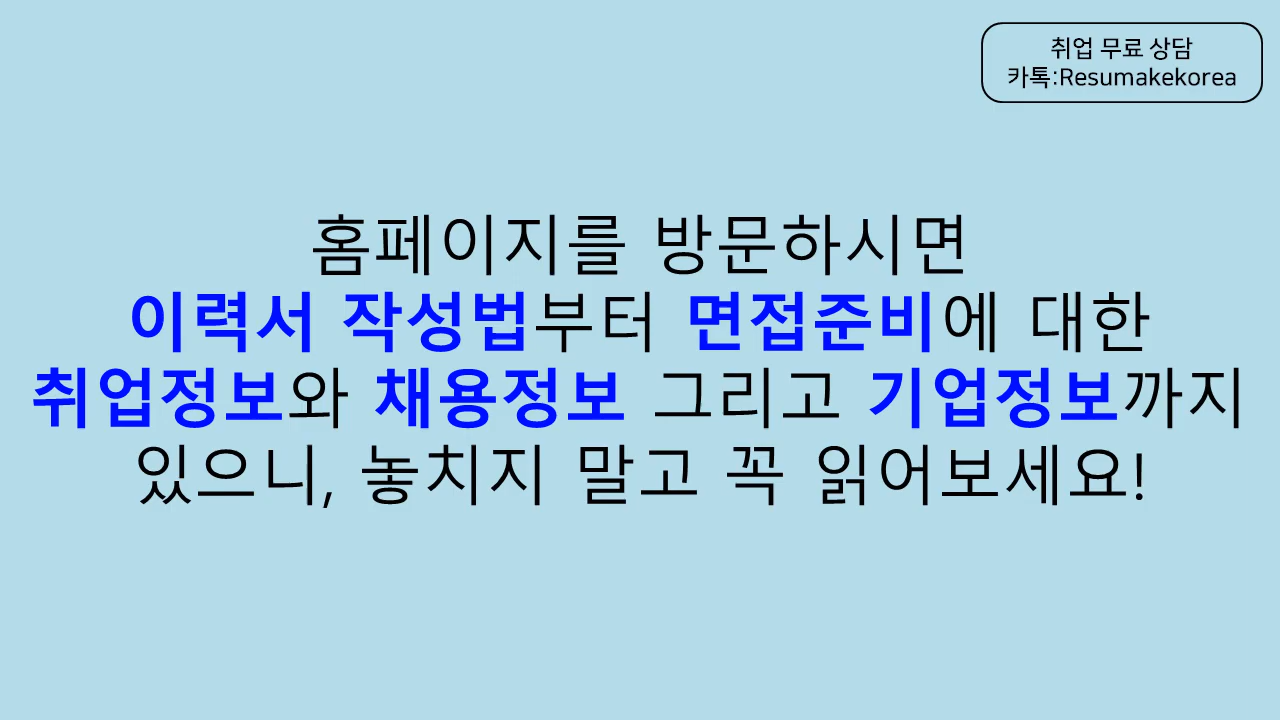 취업 무료 상담
카톡:Resumakekorea
홈페이지를 방문하시면
이력서 작성법부터 면접준비에 대한
취업정보와 채용정보 그리고 기업정보까지
있으니, 놓치지 말고 꼭 읽어보세요!